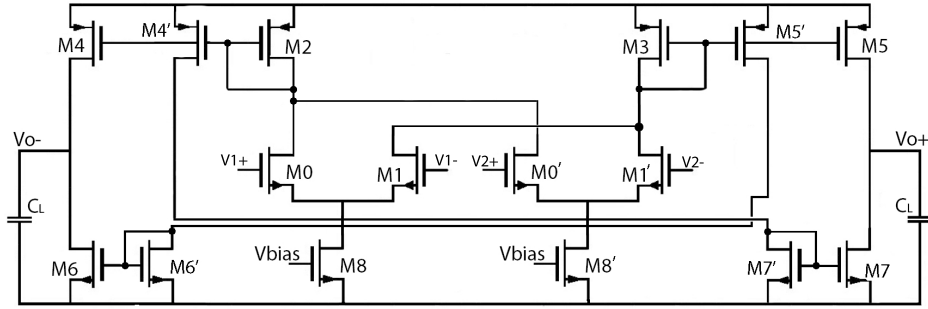 M4
M4'
M2
M3
M5'
M5
Vo-
Vo+
V1+
M0
M1
V1-
V2+
M0'
M1'
V2-
CL
CL
Vbias
Vbias
M6
M6'
M8
M8'
M7'
M7